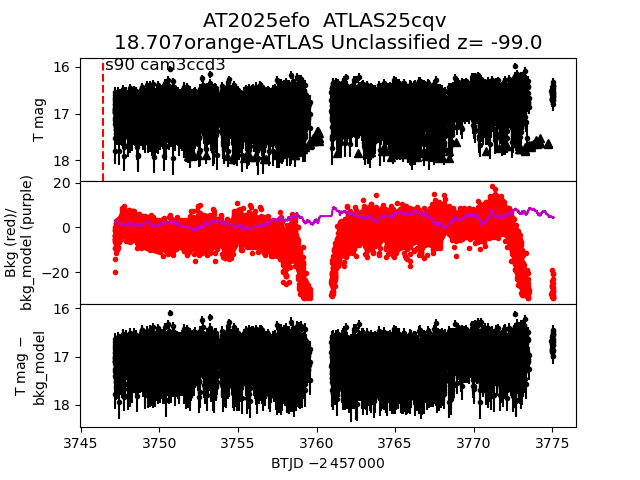 AT2025efo  ATLAS25cqv
18.707orange-ATLAS Unclassified z= -99.0
s90 cam3ccd3
16
17
18
T mag
20
0
−20
Bkg (red)/
bkg_model (purple)
16
17
18
T mag −
bkg_model
3745 3750 3755 3760 3765 3770 3775
BTJD −2 457 000